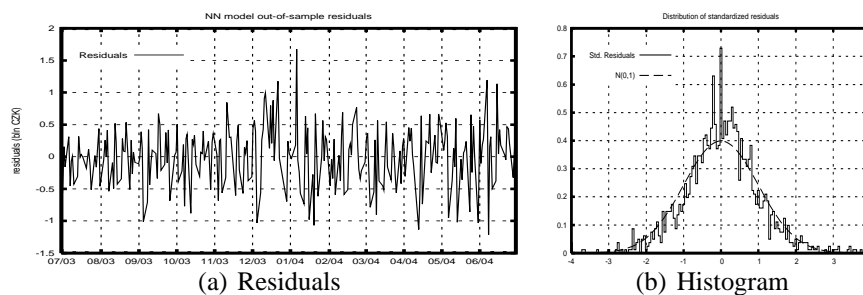 NN model out-of-sample residuals
2
1.5
1
0.5
0
-0.5
-1
-1.5
residuals (bln CZK)
Residuals
07/03 08/03 09/03 10/03 11/03 12/03 01/04 02/04 03/04 04/04 05/04 06/04
(a) Residuals
Distribution of standardized residuals
0.8
0.7
0.6
0.5
0.4
0.3
0.2
0.1
0
Std. Residuals
N(0,1)
-4 -3 -2 -1 0 1 2 3
(b) Histogram